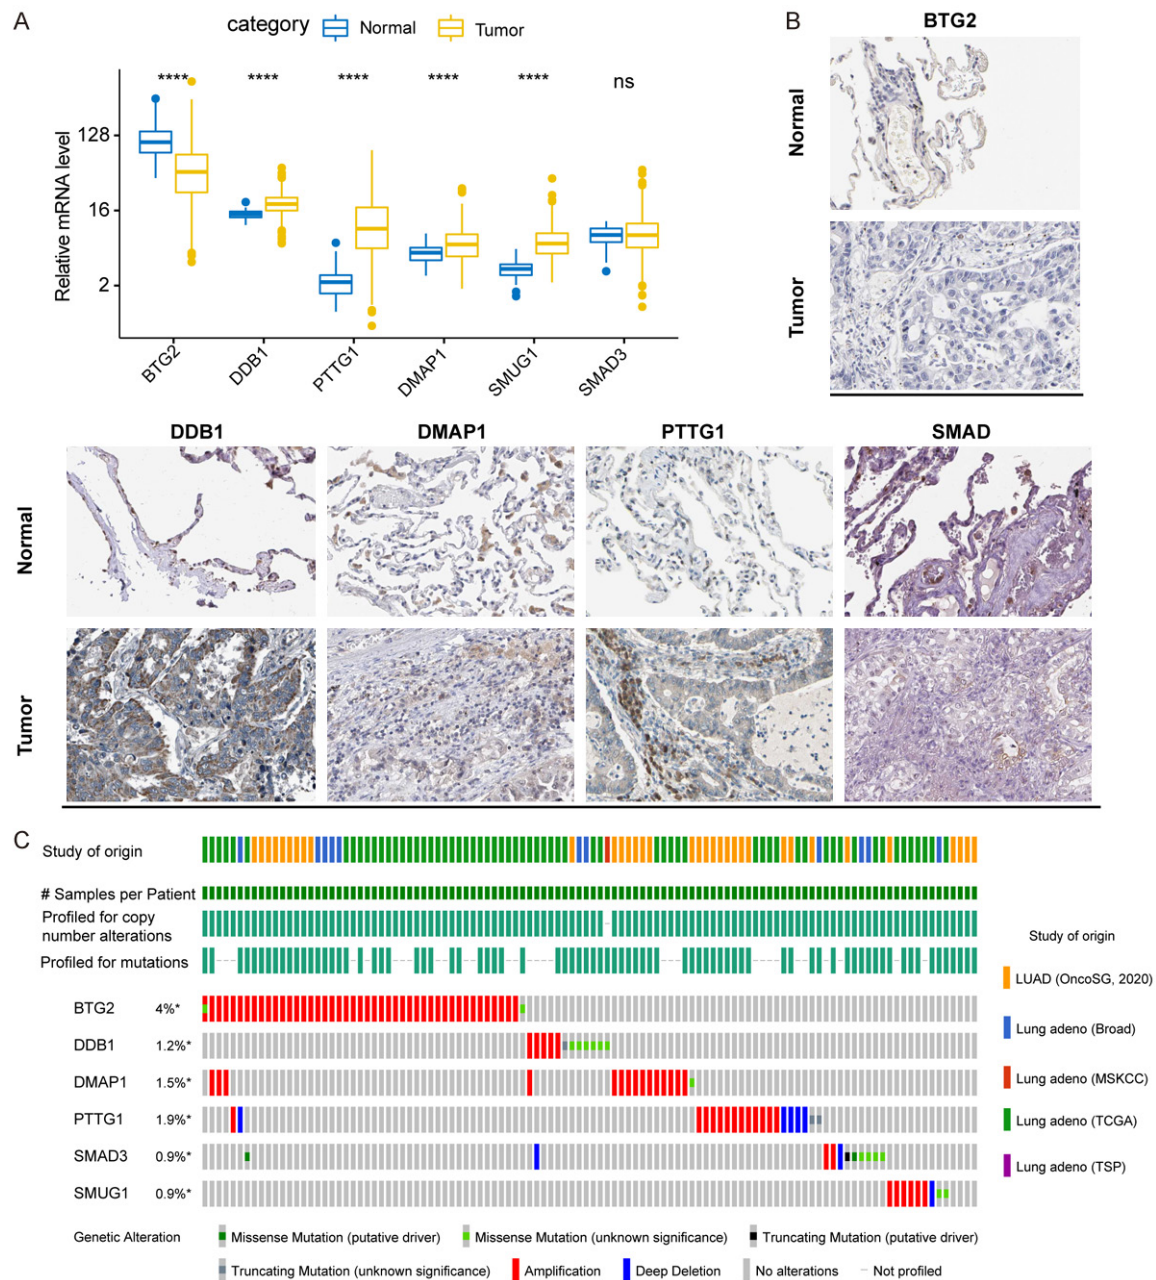 A
category Normal Tumor
B
BTG2
**** **** **** **** **** ns
Relative mRNA level
128
16
2
BTG2 DDB1 PTTG1 DMAP1 SMUG1 SMAD3
Normal
Tumor
DDB1 DMAP1 PTTG1 SMAD
Normal
Tumor
C
Study of origin
# Samples per Patient
Profiled for copy
number alterations
Profiled for mutations
BTG2 4%*
DDB1 1.2%*
DMAP1 1.5%*
PTTG1 1.9%*
SMAD3 0.9%*
SMUG1 0.9%*
Study of origin
LUAD (OncoSG, 2020)
Lung adeno (Broad)
Lung adeno (MSKCC)
Lung adeno (TCGA)
Lung adeno (TSP)
Genetic Alteration Missense Mutation (putative driver) Missense Mutation (unknown significance) Truncating Mutation (putative driver)
Truncating Mutation (unknown significance) Amplification Deep Deletion No alterations Not profiled